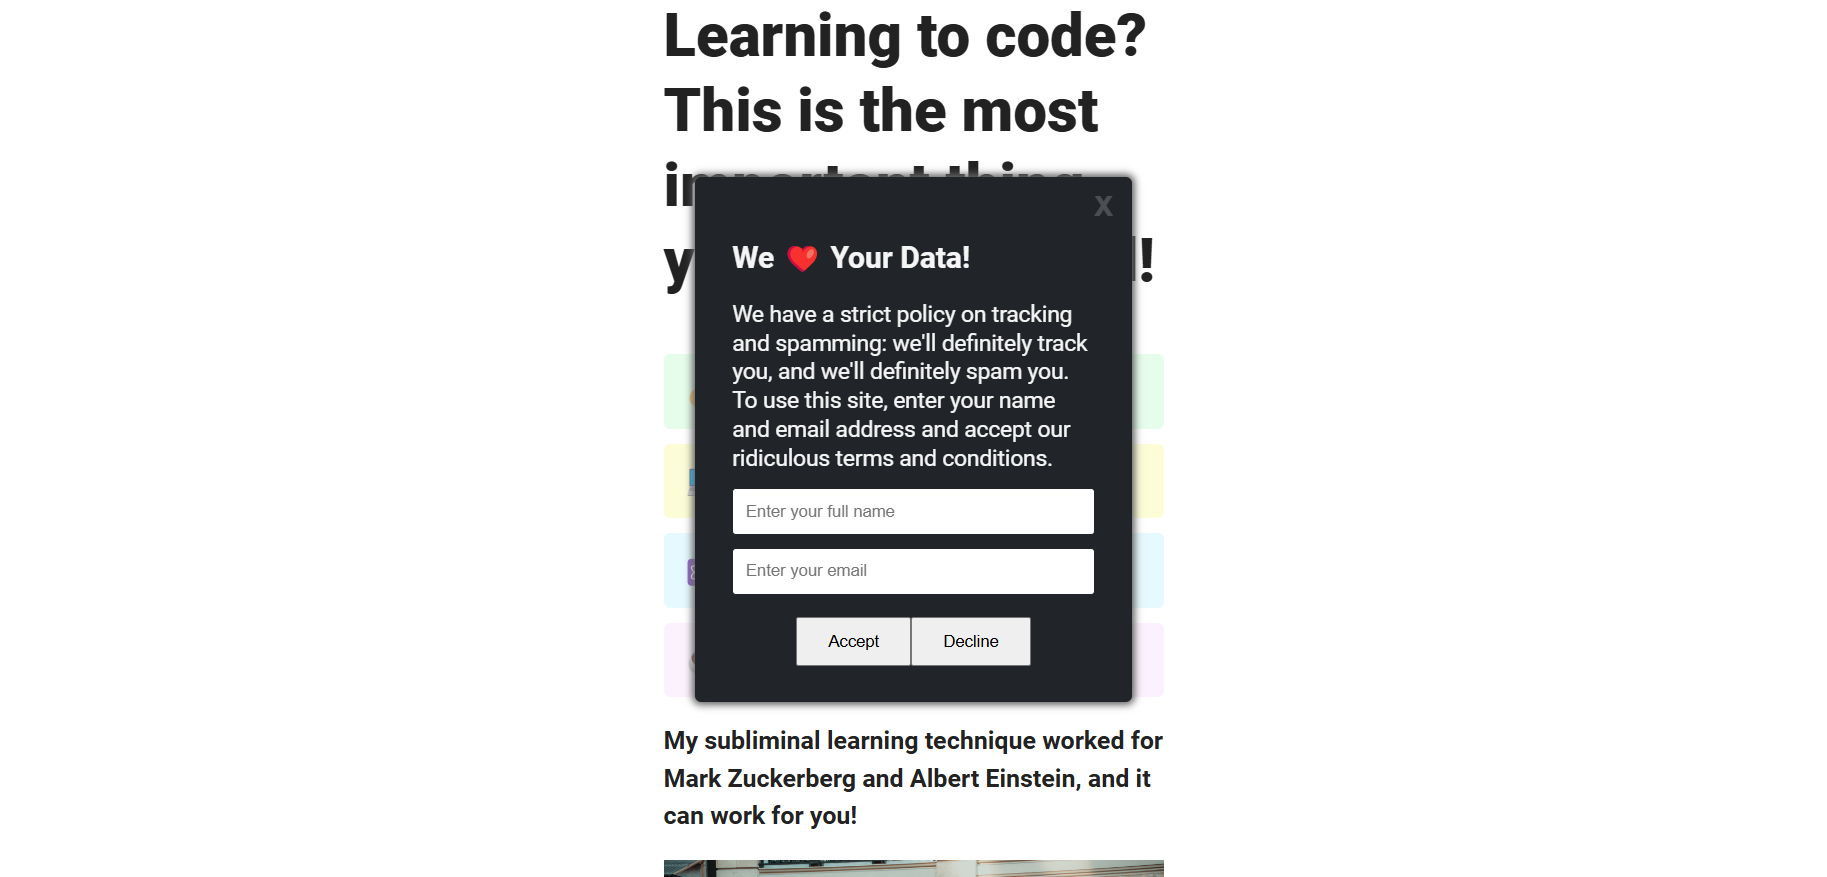 Learning to code?
This is the most
X
We ❤️ Your Data!
We have a strict policy on tracking
and spamming: we'll definitely track
you, and we'll definitely spam you.
To use this site, enter your name
and email address and accept our
ridiculous terms and conditions.
Enter your full name
Enter your email
Accept Decline
My subliminal learning technique worked for
Mark Zuckerberg and Albert Einstein, and it
can work for you!